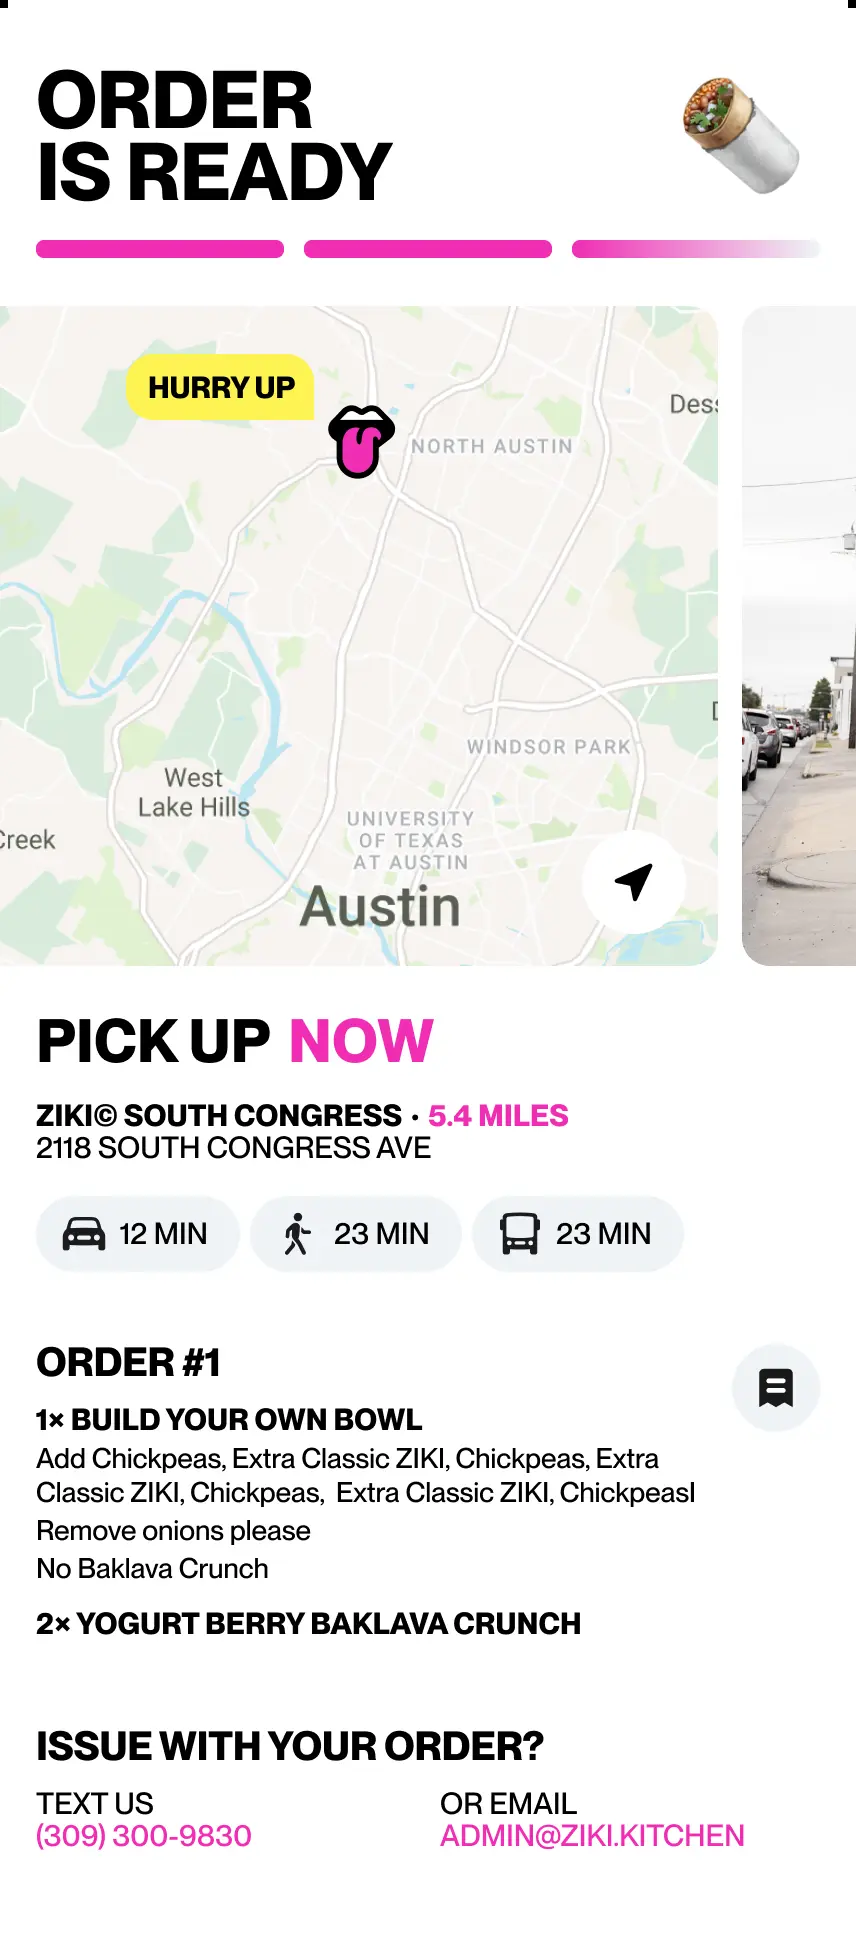 ORDER
IS READY
HURRY UP
Dess
NORTH AUSTIN
WINDSOR PARK
West
Lake Hills
Creek
UNIVERSITY
OF TEXAS
AT AUSTIN
Austin
PICK UP NOW
ZIKI© SOUTH CONGRESS · 5.4 MILES
2118 SOUTH CONGRESS AVE
12 MIN 23 MIN 23 MIN
ORDER #1
1× BUILD YOUR OWN BOWL
Add Chickpeas, Extra Classic ZIKI, Chickpeas, Extra
Classic ZIKI, Chickpeas, Extra Classic ZIKI, ChickpeasI
Remove onions please
No Baklava Crunch
2× YOGURT BERRY BAKLAVA CRUNCH
ISSUE WITH YOUR ORDER?
TEXT US OR EMAIL
(309) 300-9830 ADMIN@ZIKI.KITCHEN